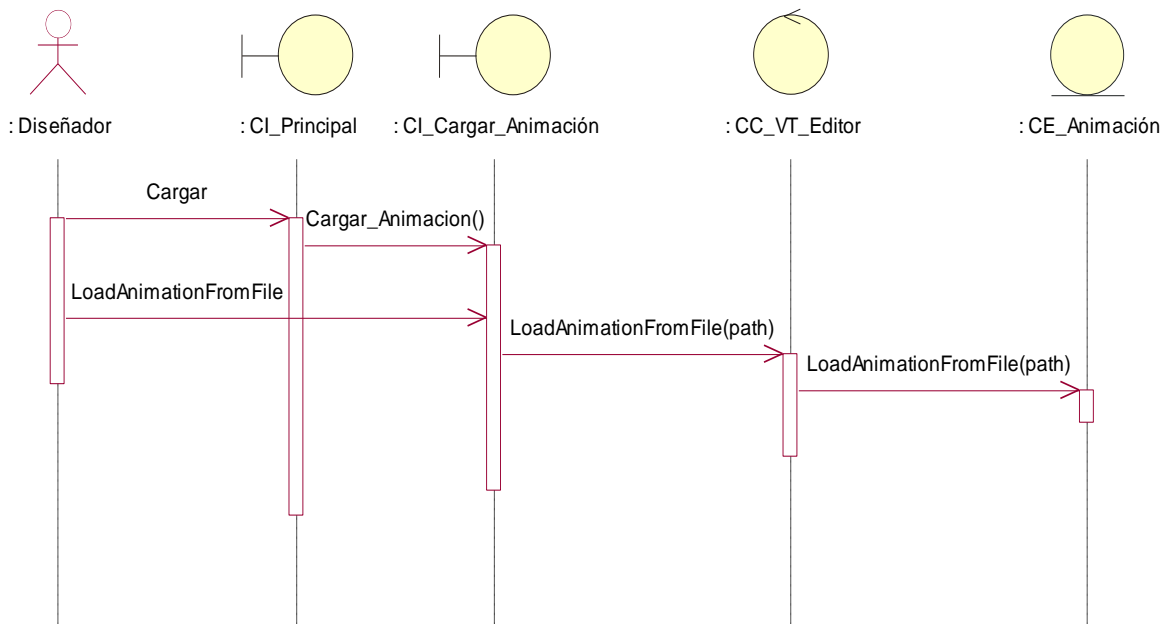 : Diseñador
: CI_Principal
: CI_Cargar_Animación
: CC_VT_Editor
: CE_Animación
Cargar
Cargar_Animacion()
LoadAnimationFromFile
LoadAnimationFromFile(path)
LoadAnimationFromFile(path)